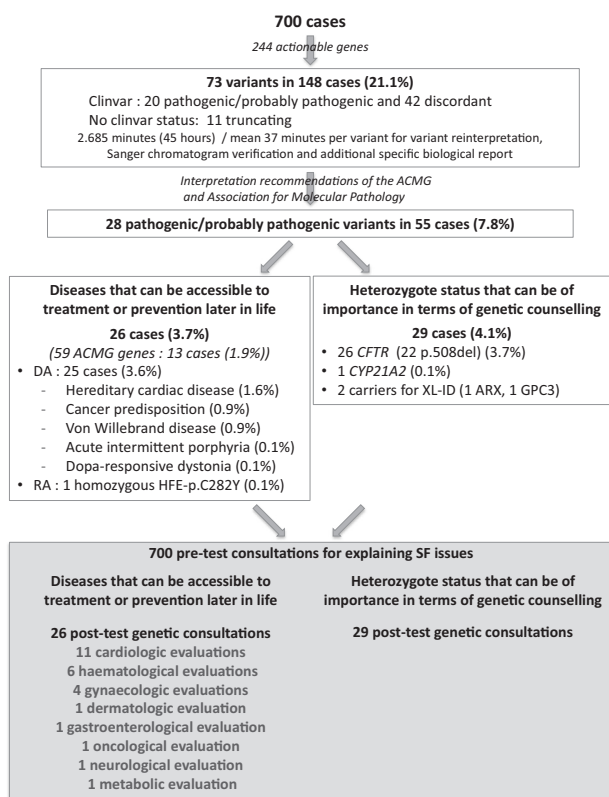 700 cases
244 actionable genes
73 variants in 148 cases (21.1%)
Clinvar : 20 pathogenic/probably pathogenic and 42 discordant
No clinvar status: 11 truncating
2.685 minutes (45 hours) / mean 37 minutes per variant for variant reinterpretation,
Sanger chromatogram verification and additional specific biological report
Interpretation recommendations of the ACMG
and Association for Molecular Pathology
28 pathogenic/probably pathogenic variants in 55 cases (7.8%)
Diseases that can be accessible to
treatment or prevention later in life
26 cases (3.7%)
(59 ACMG genes : 13 cases (1.9%))
• DA : 25 cases (3.6%)
- Hereditary cardiac disease (1.6%)
- Cancer predisposition (0.9%)
- Von Willebrand disease (0.9%)
- Acute intermittent porphyria (0.1%)
- Dopa-responsive dystonia (0.1%)
• RA : 1 homozygous HFE-p.C282Y (0.1%)
Heterozygote status that can be of
importance in terms of genetic counselling
29 cases (4.1%)
• 26 CFTR (22 p.508del) (3.7%)
• 1 CYP21A2 (0.1%)
• 2 carriers for XL-ID (1 ARX, 1 GPC3)
700 pre-test consultations for explaining SF issues
Diseases that can be accessible to
treatment or prevention later in life
26 post-test genetic consultations
11 cardiologic evaluations
6 haematological evaluations
4 gynaecologic evaluations
1 dermatologic evaluation
1 gastroenterological evaluation
1 oncological evaluation
1 neurological evaluation
1 metabolic evaluation
Heterozygote status that can be of
importance in terms of genetic counselling
29 post-test genetic consultations